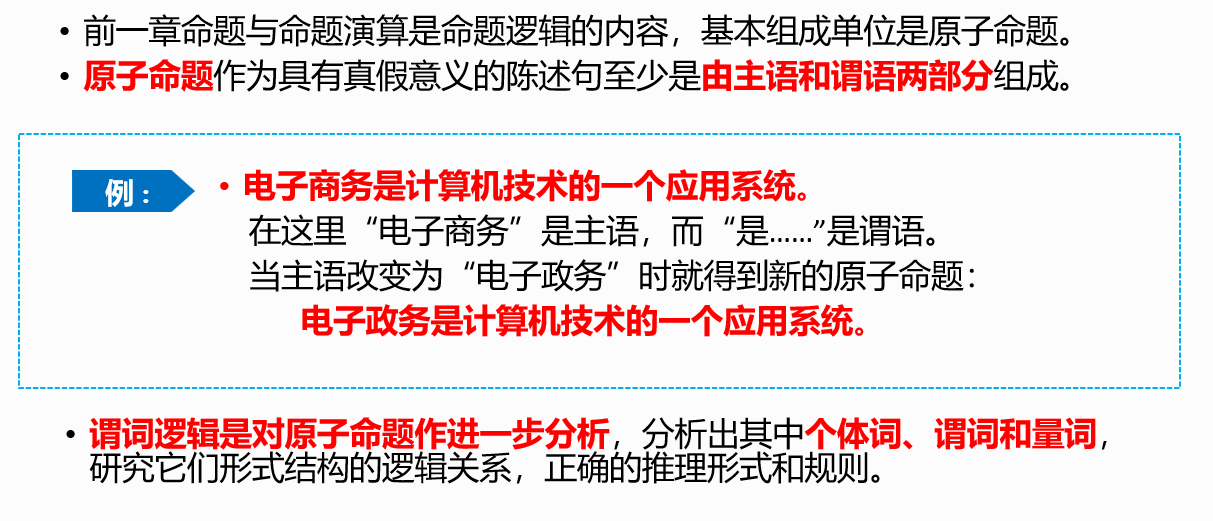 • 前一章命题与命题演算是命题逻辑的内容，基本组成单位是原子命题。
• 原子命题作为具有真假意义的陈述句至少是由主语和谓语两部分组成。
例：
• 电子商务是计算机技术的一个应用系统。
在这里“电子商务”是主语，而“是……”是谓语。
当主语改变为“电子政务”时就得到新的原子命题：
电子政务是计算机技术的一个应用系统。
• 谓词逻辑是对原子命题作进一步分析，分析出其中个体词、谓词和量词，
研究它们形式结构的逻辑关系，正确的推理形式和规则。